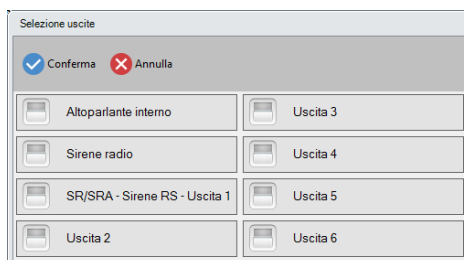 Selezione uscite
Conferma Annulla
Altoparlante interno
Uscita 3
Sirene radio
Uscita 4
SR/SRA - Sirene RS - Uscita 1
Uscita 5
Uscita 2
Uscita 6